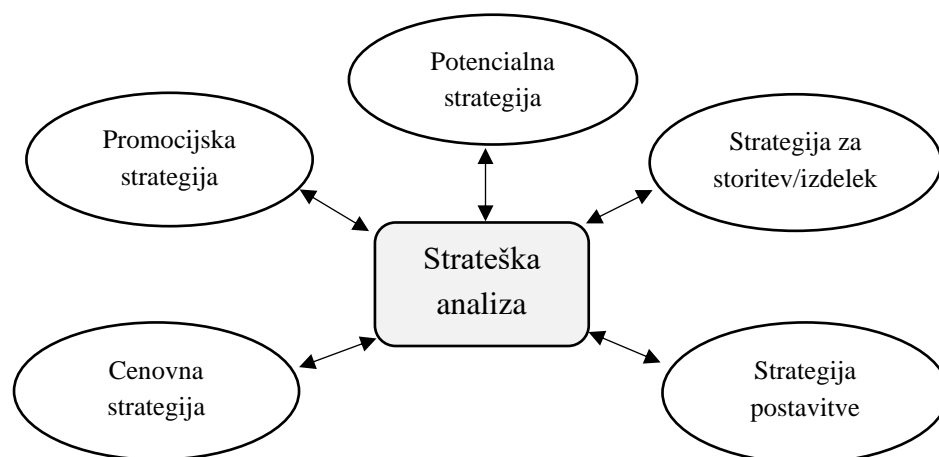 Potencialna
strategija
Promocijska
strategija
Strategija za
storitev/izdelek
Strateška
analiza
Cenovna
strategija
Strategija
postavitve